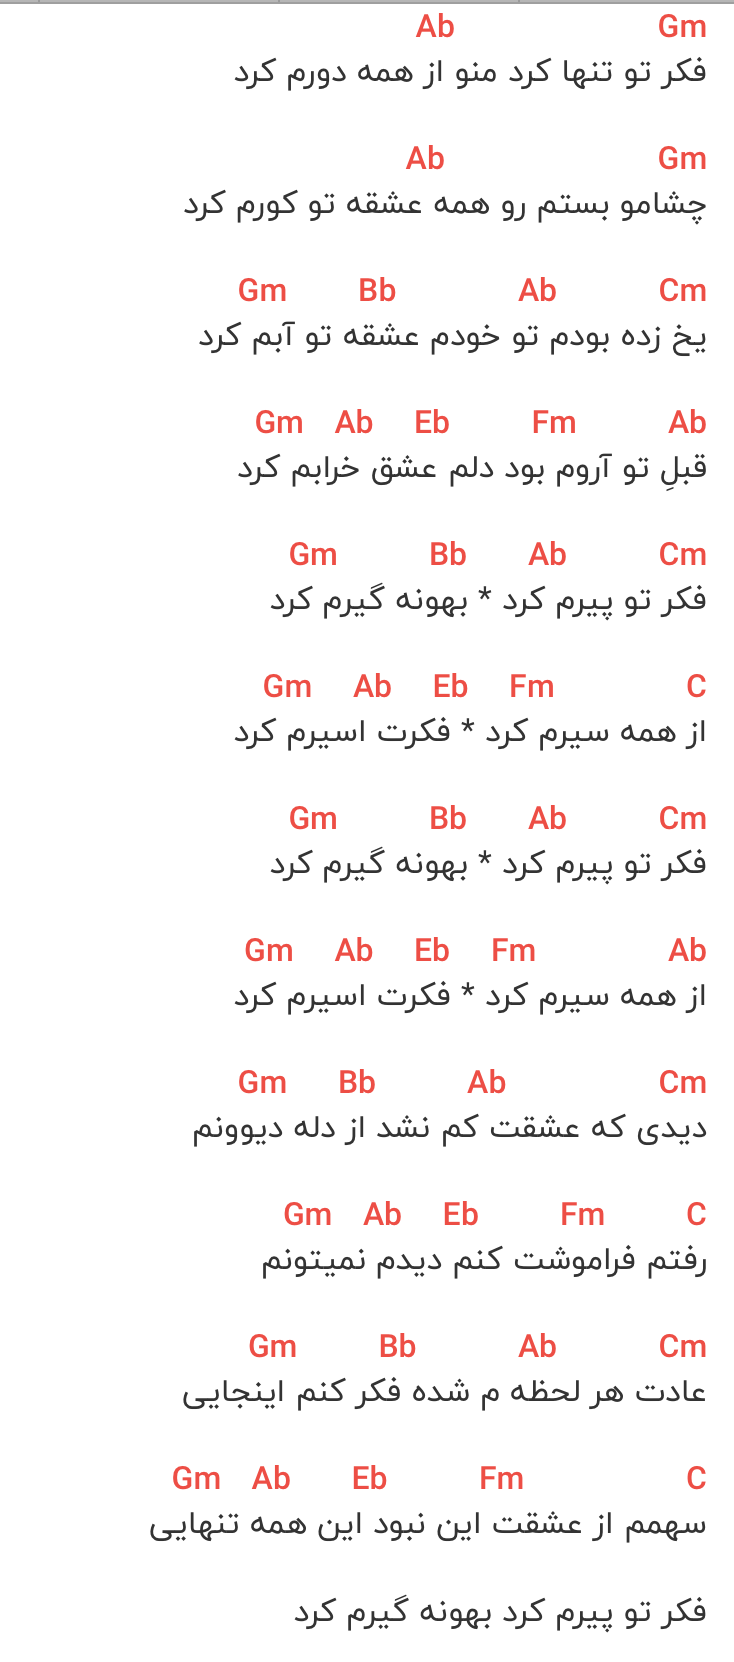 Gm Ab
فکر تو تنها کرد منو از همه دورم کرد
Gm Ab
چشامو بستم رو همه عشقه تو کورم کرد
Cm Ab Bb Gm
یخ زده بودم تو خودم عشقه تو آبم کرد
Ab Fm Eb Ab Gm
قبلِ تو آروم بود دلم عشق خرابم کرد
Cm Ab Bb Gm
فکر تو پیرم کرد * بهونه گیرم کرد
C Fm Eb Ab Gm
از همه سیرم کرد * فکرت اسیرم کرد
Cm Ab Bb Gm
فکر تو پیرم کرد * بهونه گیرم کرد
Ab Fm Eb Ab Gm
از همه سیرم کرد * فکرت اسیرم کرد
Cm Ab Bb Gm
دیدی که عشقت کم نشد از دله دیوونم
C Fm Eb Ab Gm
رفتم فراموشت کنم دیدم نمیتونم
Cm Ab Bb Gm
عادت هر لحظه م شده فکر کنم اینجایی
C Fm Eb Ab Gm
سهمم از عشقت این نبود این همه تنهایی
فکر تو پیرم کرد بهونه گیرم کرد